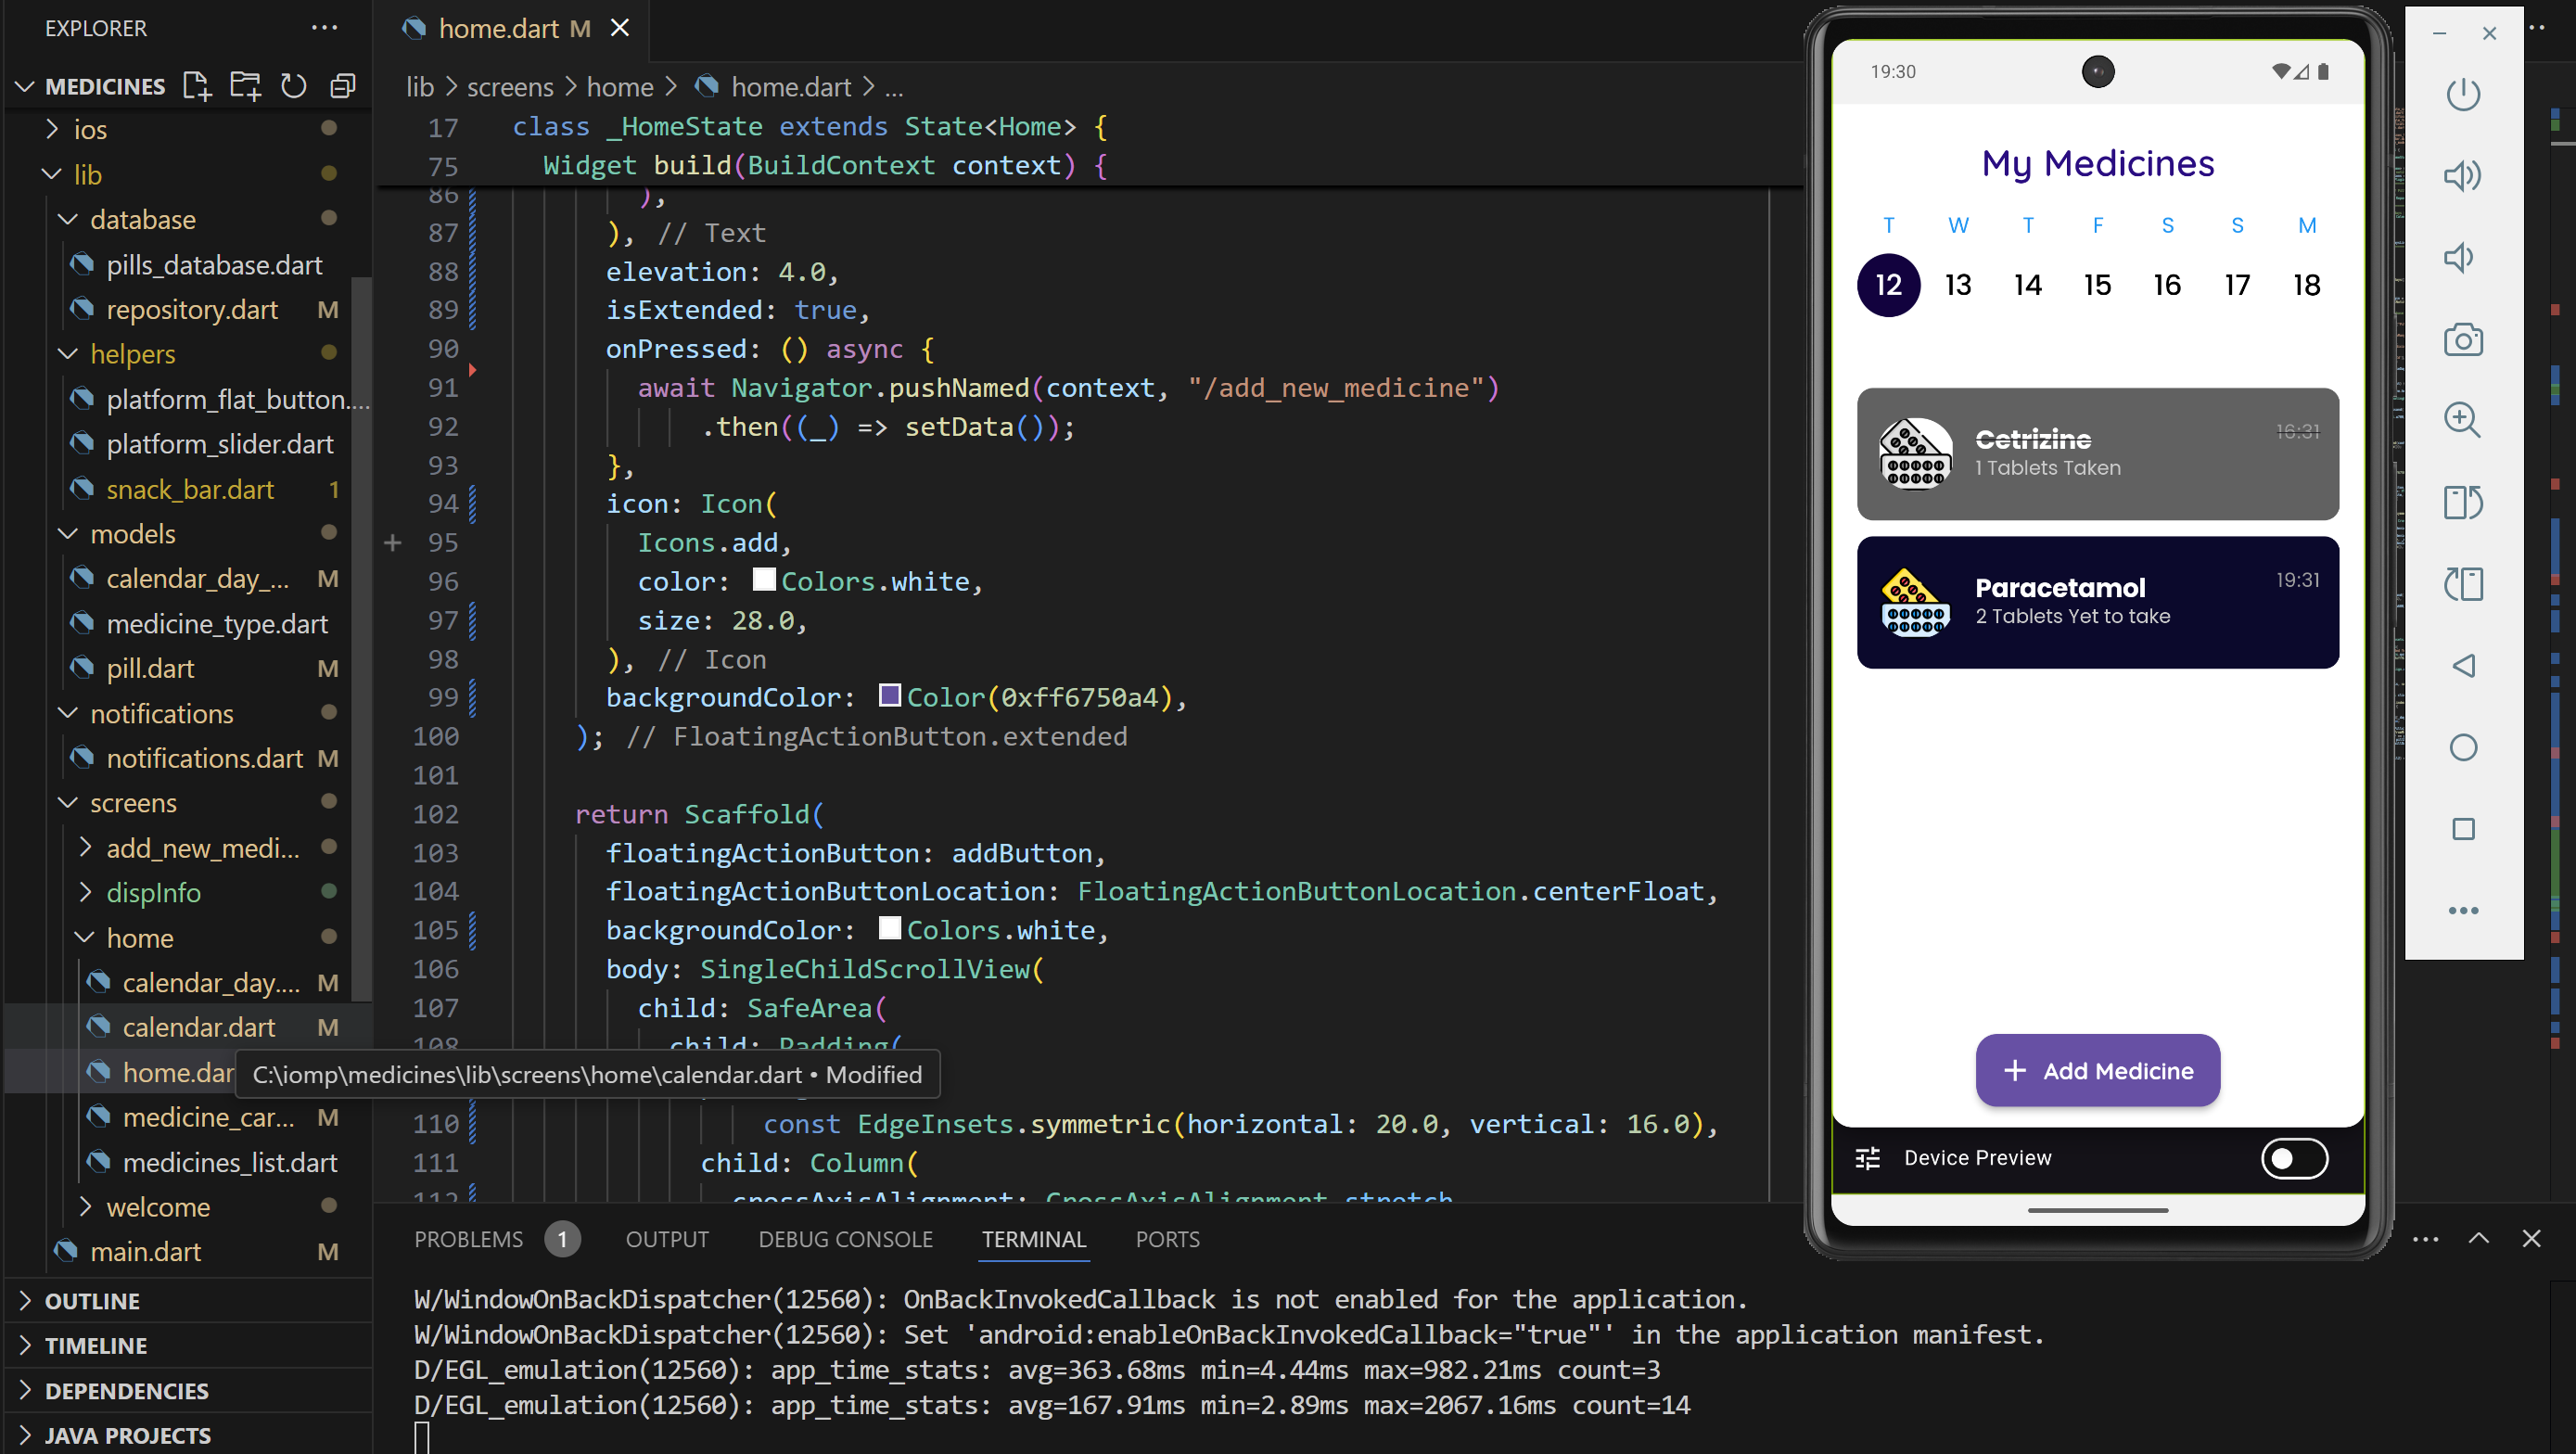 EXPLORER
MEDICINES
ios
lib
database
pills_database.dart
repository.dart M
helpers
platform_flat_button....
platform_slider.dart
snack_bar.dart 1
models
calendar_day_... M
medicine_type.dart
pill.dart M
notifications
notifications.dart M
screens
add_new_medi...
dispInfo
home
calendar_day.... M
calendar.dart M
home.dar
medicine_car... M
medicines_list.dart
welcome
main.dart M
OUTLINE
TIMELINE
DEPENDENCIES
JAVA PROJECTS
home.dart M
lib > screens > home > home.dart > ...
17 class _HomeState extends State<Home> {
75 Widget build(BuildContext context) {
86 ),
87 ), // Text
88 elevation: 4.0,
89 isExtended: true,
90 onPressed: () async {
91 await Navigator.pushNamed(context, "/add_new_medicine")
92 .then((_) => setData());
93 },
94 icon: Icon(
95 Icons.add,
96 color: Colors.white,
97 size: 28.0,
98 ), // Icon
99 backgroundColor: Color(0xff6750a4),
100 ); // FloatingActionButton.extended
101
102 return Scaffold(
103 floatingActionButton: addButton,
104 floatingActionButtonLocation: FloatingActionButtonLocation.centerFloat,
105 backgroundColor: Colors.white,
106 body: SingleChildScrollView(
107 child: SafeArea(
108 child: Padding(
C:\iomp\medicines\lib\screens\home\calendar.dart • Modified
110 const EdgeInsets.symmetric(horizontal: 20.0, vertical: 16.0),
111 child: Column(
112 crossAxisAlignment: CrossAxisAlignment.stretch
PROBLEMS 1 OUTPUT DEBUG CONSOLE TERMINAL PORTS
W/WindowOnBackDispatcher(12560): OnBackInvokedCallback is not enabled for the application.
W/WindowOnBackDispatcher(12560): Set 'android:enableOnBackInvokedCallback="true"' in the application manifest.
D/EGL_emulation(12560): app_time_stats: avg=363.68ms min=4.44ms max=982.21ms count=3
D/EGL_emulation(12560): app_time_stats: avg=167.91ms min=2.89ms max=2067.16ms count=14
19:30
My Medicines
T W T F S S M
12 13 14 15 16 17 18
Cetrizine 16:31
1 Tablets Taken
Paracetamol 19:31
2 Tablets Yet to take
+ Add Medicine
Device Preview